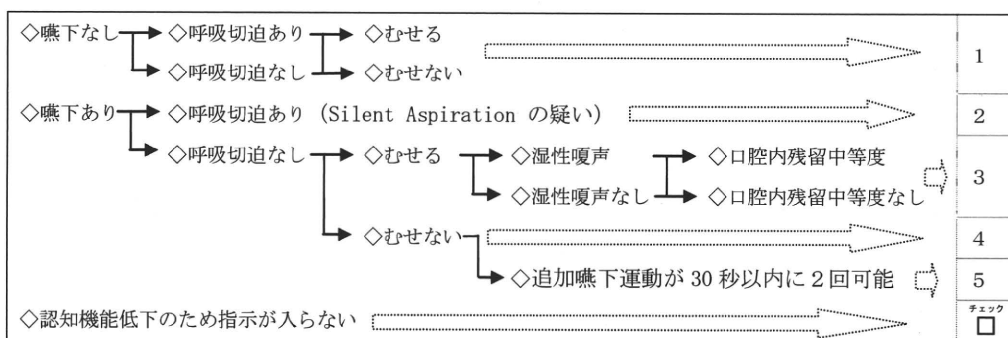 ◇嚥下なし ◇呼吸切迫あり ◇むせる
◇呼吸切迫なし ◇むせない 1
◇嚥下あり ◇呼吸切迫あり (Silent Aspiration の疑い) 2
◇呼吸切迫なし ◇むせる ◇湿性嗄声 ◇口腔内残留中等度
◇湿性嗄声なし ◇口腔内残留中等度なし 3
◇むせない 4
◇追加嚥下運動が 30 秒以内に 2 回可能 5
◇認知機能低下のため指示が入らない チェック □